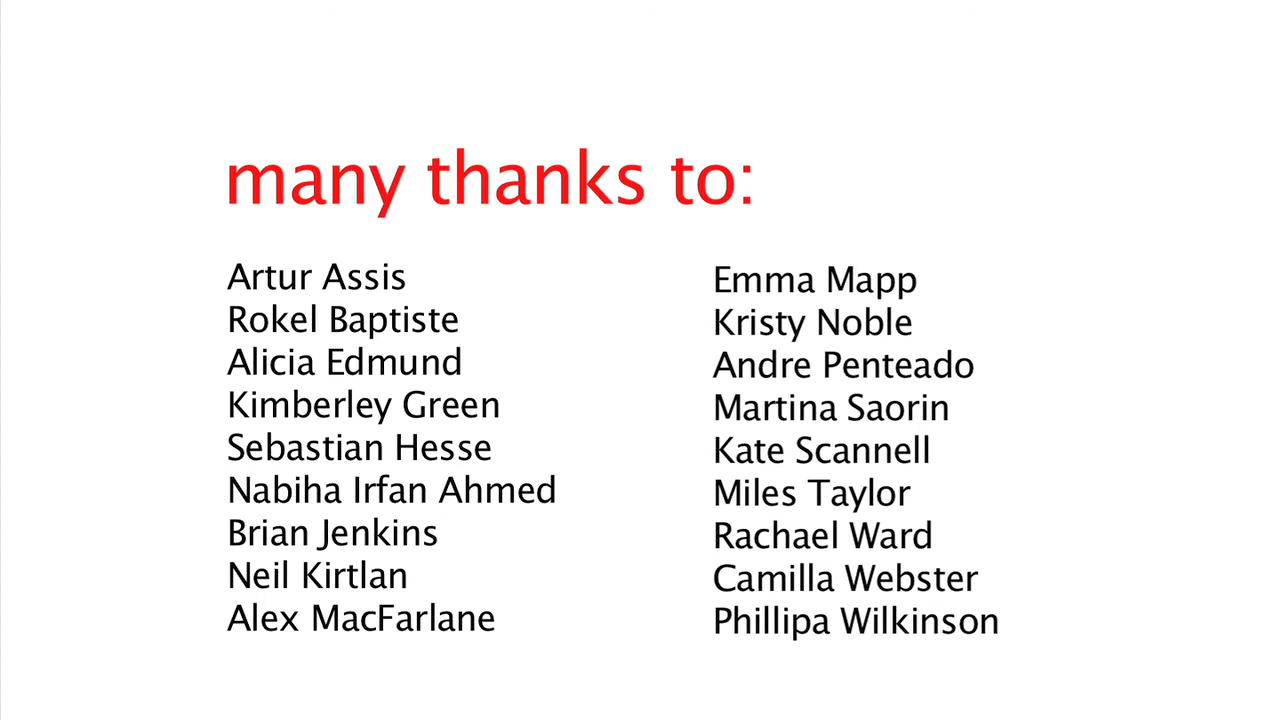 many thanks to:
Artur Assis
Rokel Baptiste
Alicia Edmund
Kimberley Green
Sebastian Hesse
Nabiha Irfan Ahmed
Brian Jenkins
Neil Kirtlan
Alex MacFarlane
Emma Mapp
Kristy Noble
Andre Penteado
Martina Saorin
Kate Scannell
Miles Taylor
Rachael Ward
Camilla Webster
Phillipa Wilkinson